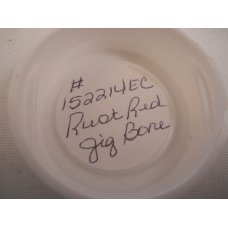 #
152214EC
Rust Red
Jig Bone